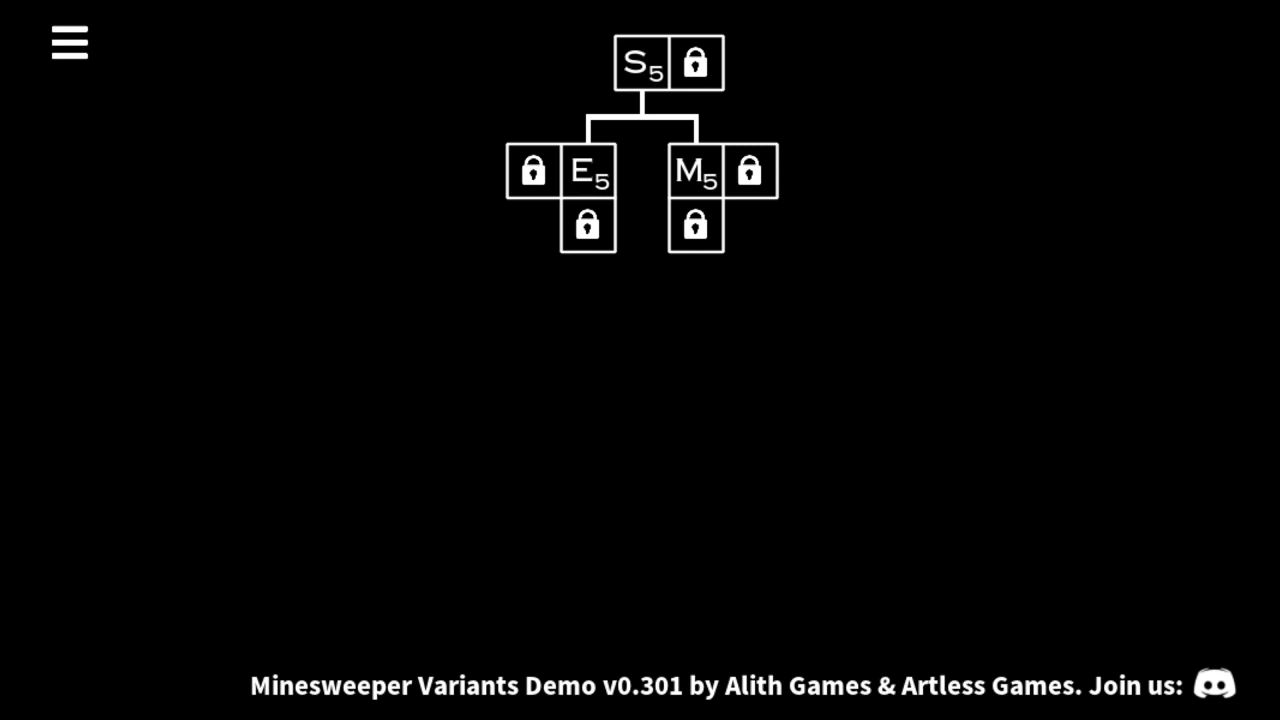 S5
E5 M5
Minesweeper Variants Demo v0.301 by Alith Games & Artless Games. Join us: